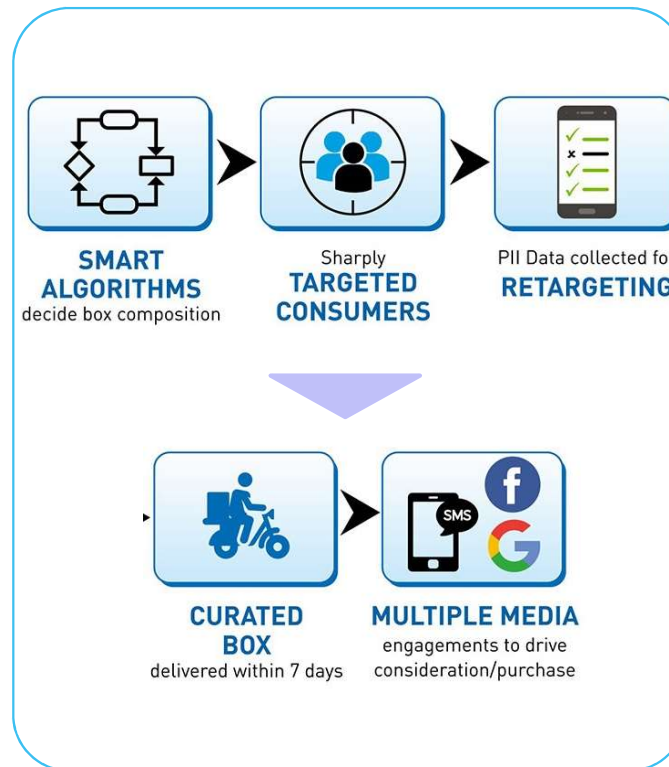 SMART
ALGORITHMS
decide box composition
Sharply
TARGETED
CONSUMERS
PII Data collected fo
RETARGETING
CURATED
BOX
delivered within 7 days
SMS
f
G
MULTIPLE MEDIA
engagements to drive
consideration/purchase